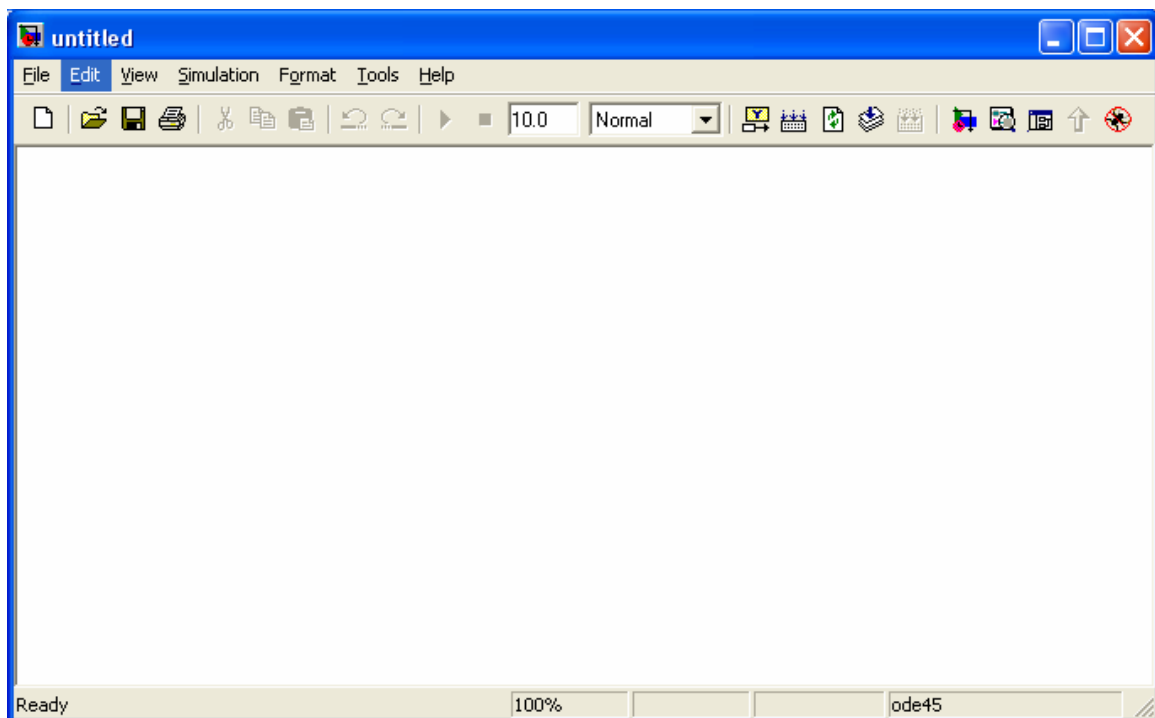 untitled
File Edit View Simulation Format Tools Help
10.0 Normal
Ready 100% ode45